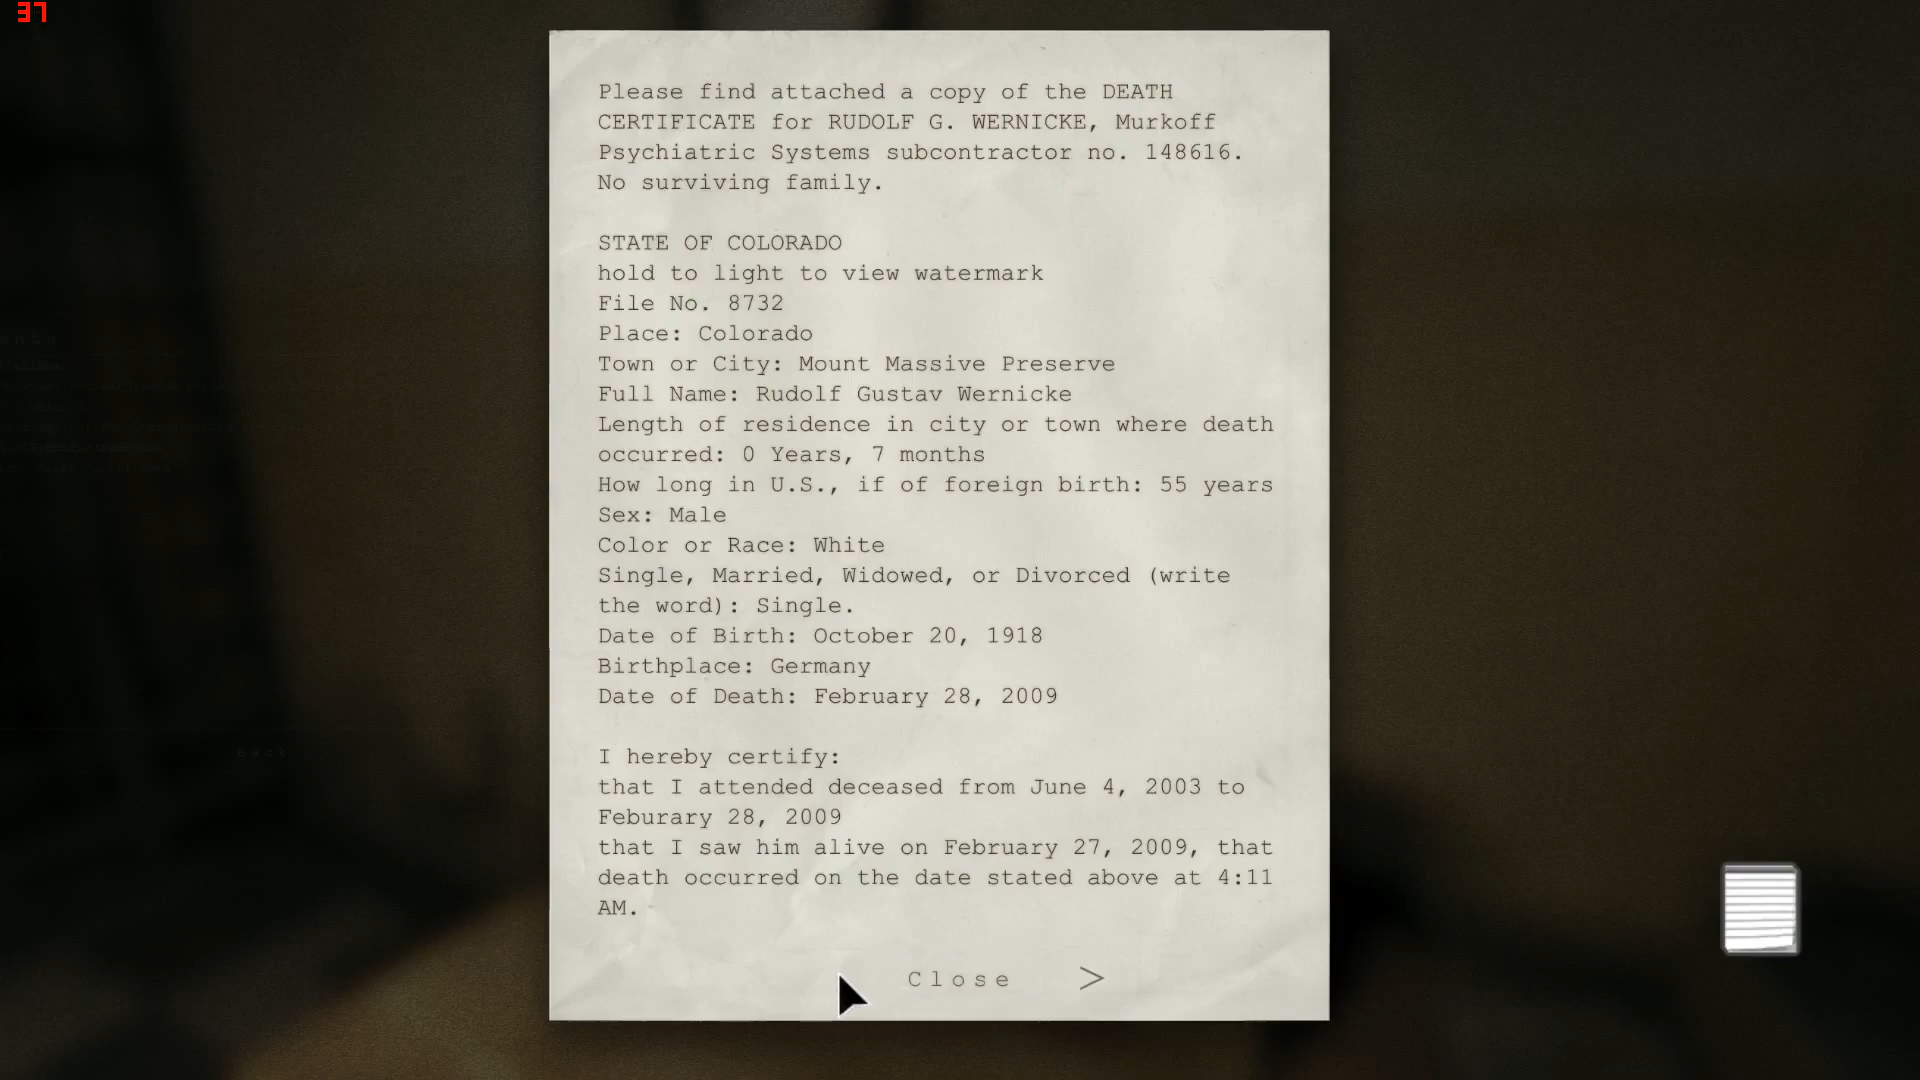 37
Please find attached a copy of the DEATH
CERTIFICATE for RUDOLF G. WERNICKE, Murkoff
Psychiatric Systems subcontractor no. 148616.
No surviving family.
STATE OF COLORADO
hold to light to view watermark
File No. 8732
Place: Colorado
Town or City: Mount Massive Preserve
Full Name: Rudolf Gustav Wernicke
Length of residence in city or town where death
occurred: 0 Years, 7 months
How long in U.S., if of foreign birth: 55 years
Sex: Male
Color or Race: White
Single, Married, Widowed, or Divorced (write
the word): Single.
Date of Birth: October 20, 1918
Birthplace: Germany
Date of Death: February 28, 2009
I hereby certify:
that I attended deceased from June 4, 2003 to
Feburary 28, 2009
that I saw him alive on February 27, 2009, that
death occurred on the date stated above at 4:11
AM.
Close >
back